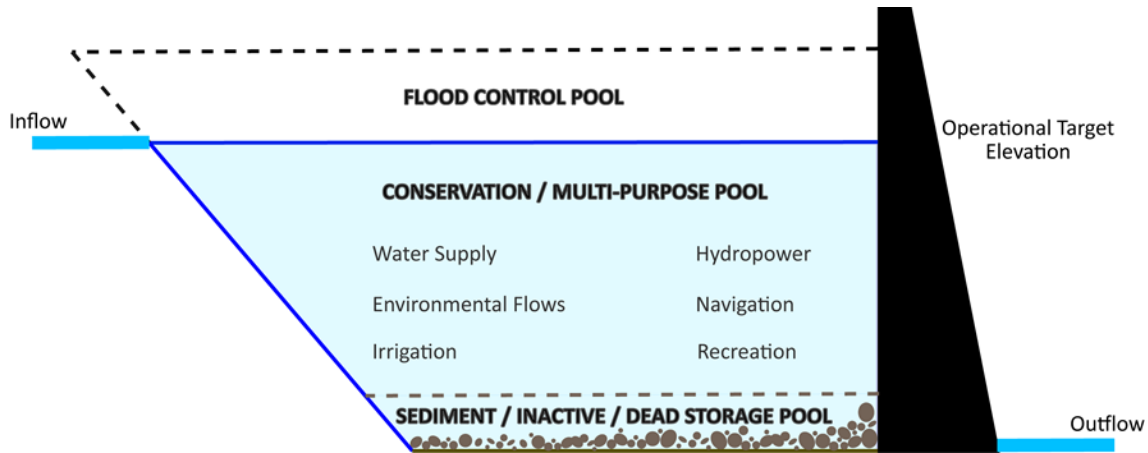 FLOOD CONTROL POOL
Inflow
Operational Target
Elevation
CONSERVATION / MULTI-PURPOSE POOL
Water Supply
Hydropower
Environmental Flows
Navigation
Irrigation
Recreation
SEDIMENT / INACTIVE / DEAD STORAGE POOL
Outflow